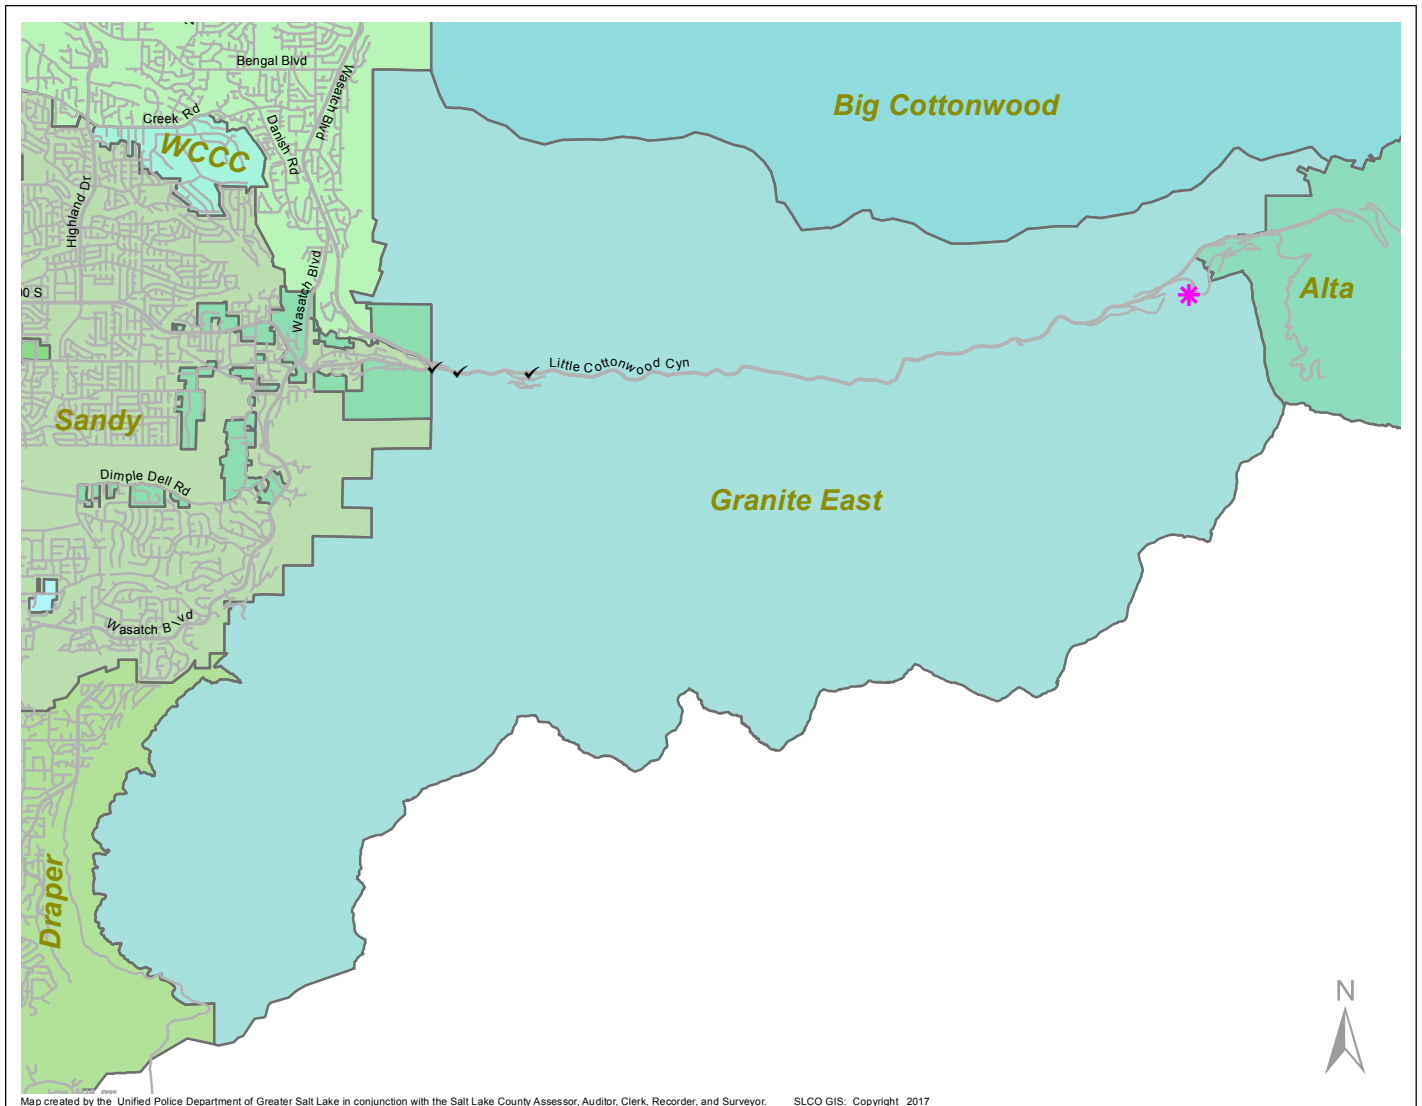 Bengal Blvd
Wasatch Blvd
Big Cottonwood
Creek Rd
Danish Rd
WCCC
Highland Dr
Wasatch Blvd
00 S
Alta
Little Cottonwood Cyn
Sandy
Dimple Dell Rd
Granite East
Wasatch Blvd
Draper
N
Map created by the Unified Police Department of Greater Salt Lake in conjunction with the Salt Lake County Assessor, Auditor, Clerk, Recorder, and Surveyor. SLCO GIS: Copyright 2017